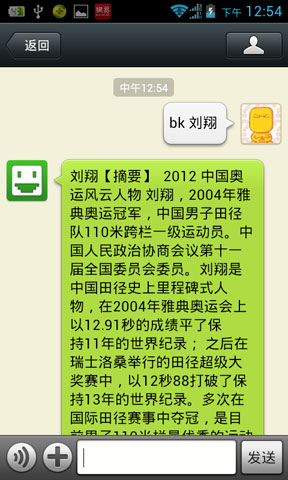 下午 12:54
返回
中午12:54
bk 刘翔
刘翔【摘要】 2012 中国奥
运风云人物 刘翔，2004年雅
典奥运冠军，中国男子田径
队110米跨栏一级运动员。中
国人民政治协商会议第十一
届全国委员会委员。刘翔是
中国田径史上里程碑式人
物，在2004年雅典奥运会上
以12.91秒的成绩平了保
持11年的世界纪录；之后在
瑞士洛桑举行的田径超级大
奖赛中，以12秒88打破了保
持13年的世界纪录。多次在
国际田径赛事中夺冠，是目
前男子110米栏最优秀的运动
发送